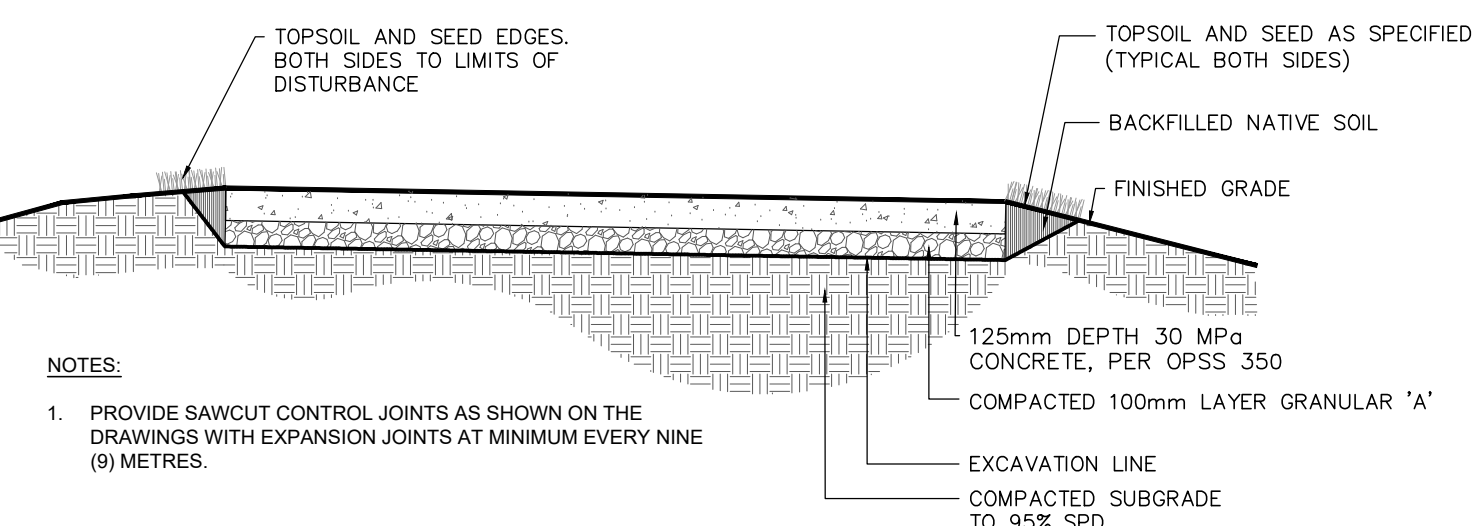 TOPSOIL AND SEED EDGES.
BOTH SIDES TO LIMITS OF
DISTURBANCE
TOPSOIL AND SEED AS SPECIFIED
(TYPICAL BOTH SIDES)
BACKFILLED NATIVE SOIL
FINISHED GRADE
125mm DEPTH 30 MPa
CONCRETE, PER OPSS 350
COMPACTED 100mm LAYER GRANULAR 'A'
EXCAVATION LINE
COMPACTED SUBGRADE
TO 95% SPD
NOTES:
1. PROVIDE SAWCUT CONTROL JOINTS AS SHOWN ON THE
DRAWINGS WITH EXPANSION JOINTS AT MINIMUM EVERY NINE
(9) METRES.